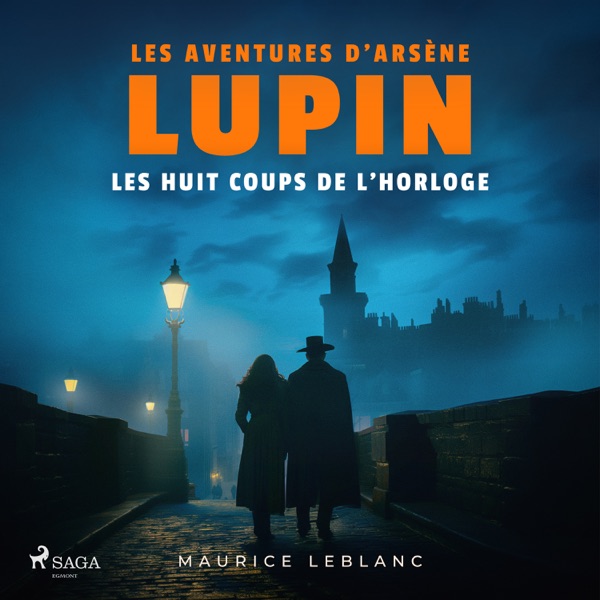 LES AVENTURES D'ARSÈNE
LUPIN
LES HUIT COUPS DE L'HORLOGE
SAGA
EGMONT
MAURICE LEBLANC